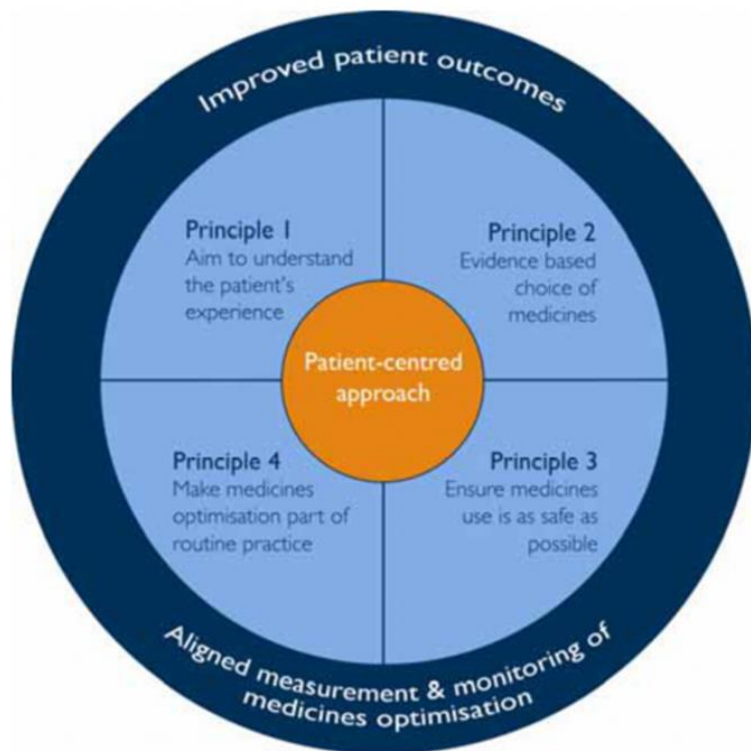 Improved patient outcomes
Principle 1
Aim to understand
the patient's
experience
Principle 2
Evidence based
choice of
medicines
Patient-centred
approach
Principle 4
Make medicines
optimisation part of
routine practice
Principle 3
Ensure medicines
use is as safe as
possible
Aligned measurement & monitoring of
medicines optimisation